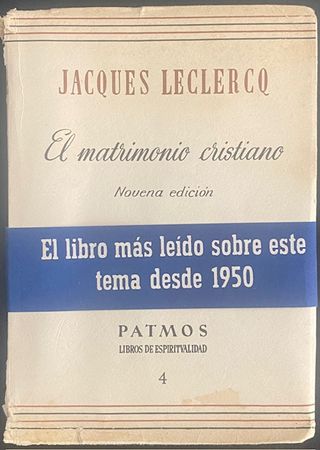 JACQUES LECLERCQ
El matrimonio cristiano
Novena edición
El libro más leído sobre este
tema desde 1950
PATMOS
LIBROS DE ESPIRITVALIDAD
4